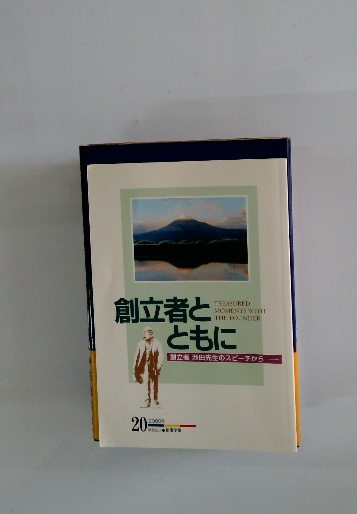 創立者と
ともに
TREASURED
MOMENTS WITH
THE FOUNDER
創立者 池田先生のスピーチから
20